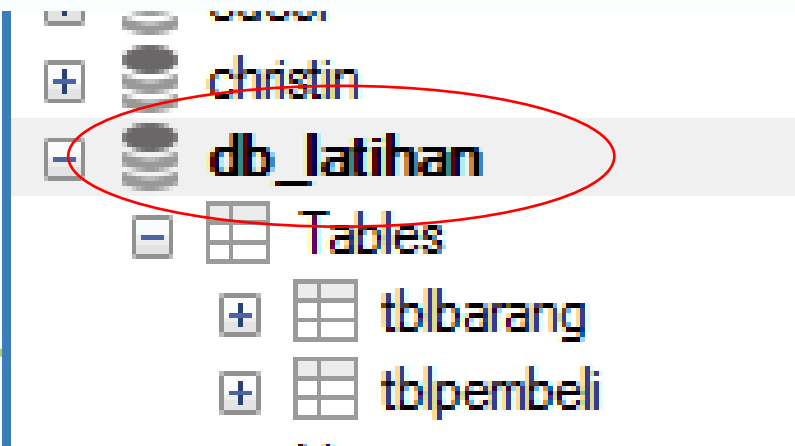 christin
db_latihan
Tables
tblbarang
tblpembeli